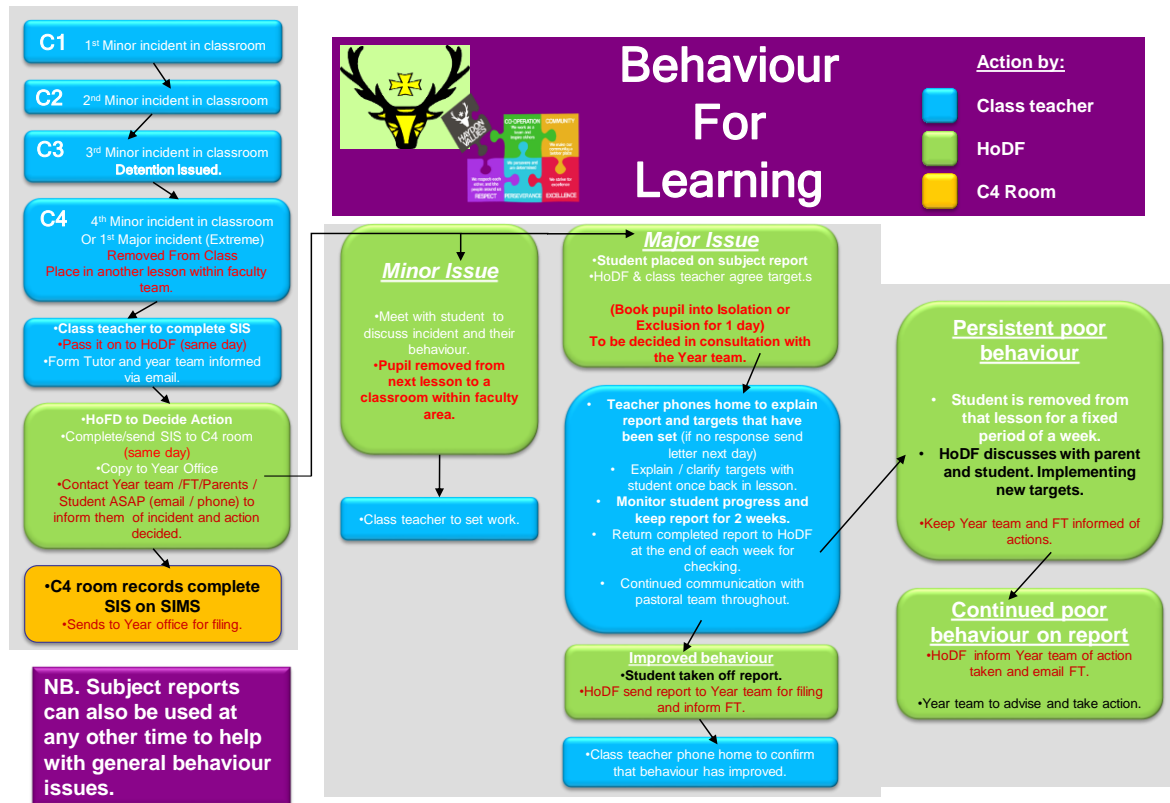 C1 1st Minor incident in classroom
C2 2nd Minor incident in classroom
C3 3rd Minor incident in classroom
Detention Issued.
C4 4th Minor incident in classroom
Or 1st Major incident (Extreme)
Removed From Class
Place in another lesson within faculty
team.
•Class teacher to complete SIS
•Pass it on to HoDF (same day)
•Form Tutor and year team informed
via email.
•HoFD to Decide Action
•Complete/send SIS to C4 room
(same day)
•Copy to Year Office
•Contact Year team /FT/Parents /
Student ASAP (email / phone) to
inform them of incident and action
decided.
•C4 room records complete
SIS on SIMS
•Sends to Year office for filing.
NB. Subject reports
can also be used at
any other time to help
with general behaviour
issues.
HAYDON
VALUES
CO-OPERATION
COMMUNITY
RESPECT
PERSEVERANCE
EXCELLENCE
Behaviour
For
Learning
Action by:
Class teacher
HoDF
C4 Room
Minor Issue
•Meet with student to
discuss incident and their
behaviour.
•Pupil removed from
next lesson to a
classroom within faculty
area.
•Class teacher to set work.
Major Issue
•Student placed on subject report
•HoDF & class teacher agree target.s
(Book pupil into Isolation or
Exclusion for 1 day)
To be decided in consultation with
the Year team.
• Teacher phones home to explain
report and targets that have
been set (if no response send
letter next day)
• Explain / clarify targets with
student once back in lesson.
• Monitor student progress and
keep report for 2 weeks.
• Return completed report to HoDF
at the end of each week for
checking.
• Continued communication with
pastoral team throughout.
Improved behaviour
•Student taken off report.
•HoDF send report to Year team for filing
and inform FT.
•Class teacher phone home to confirm
that behaviour has improved.
Persistent poor
behaviour
• Student is removed from
that lesson for a fixed
period of a week.
• HoDF discusses with parent
and student. Implementing
new targets.
•Keep Year team and FT informed of
actions.
Continued poor
behaviour on report
•HoDF inform Year team of action
taken and email FT.
•Year team to advise and take action.